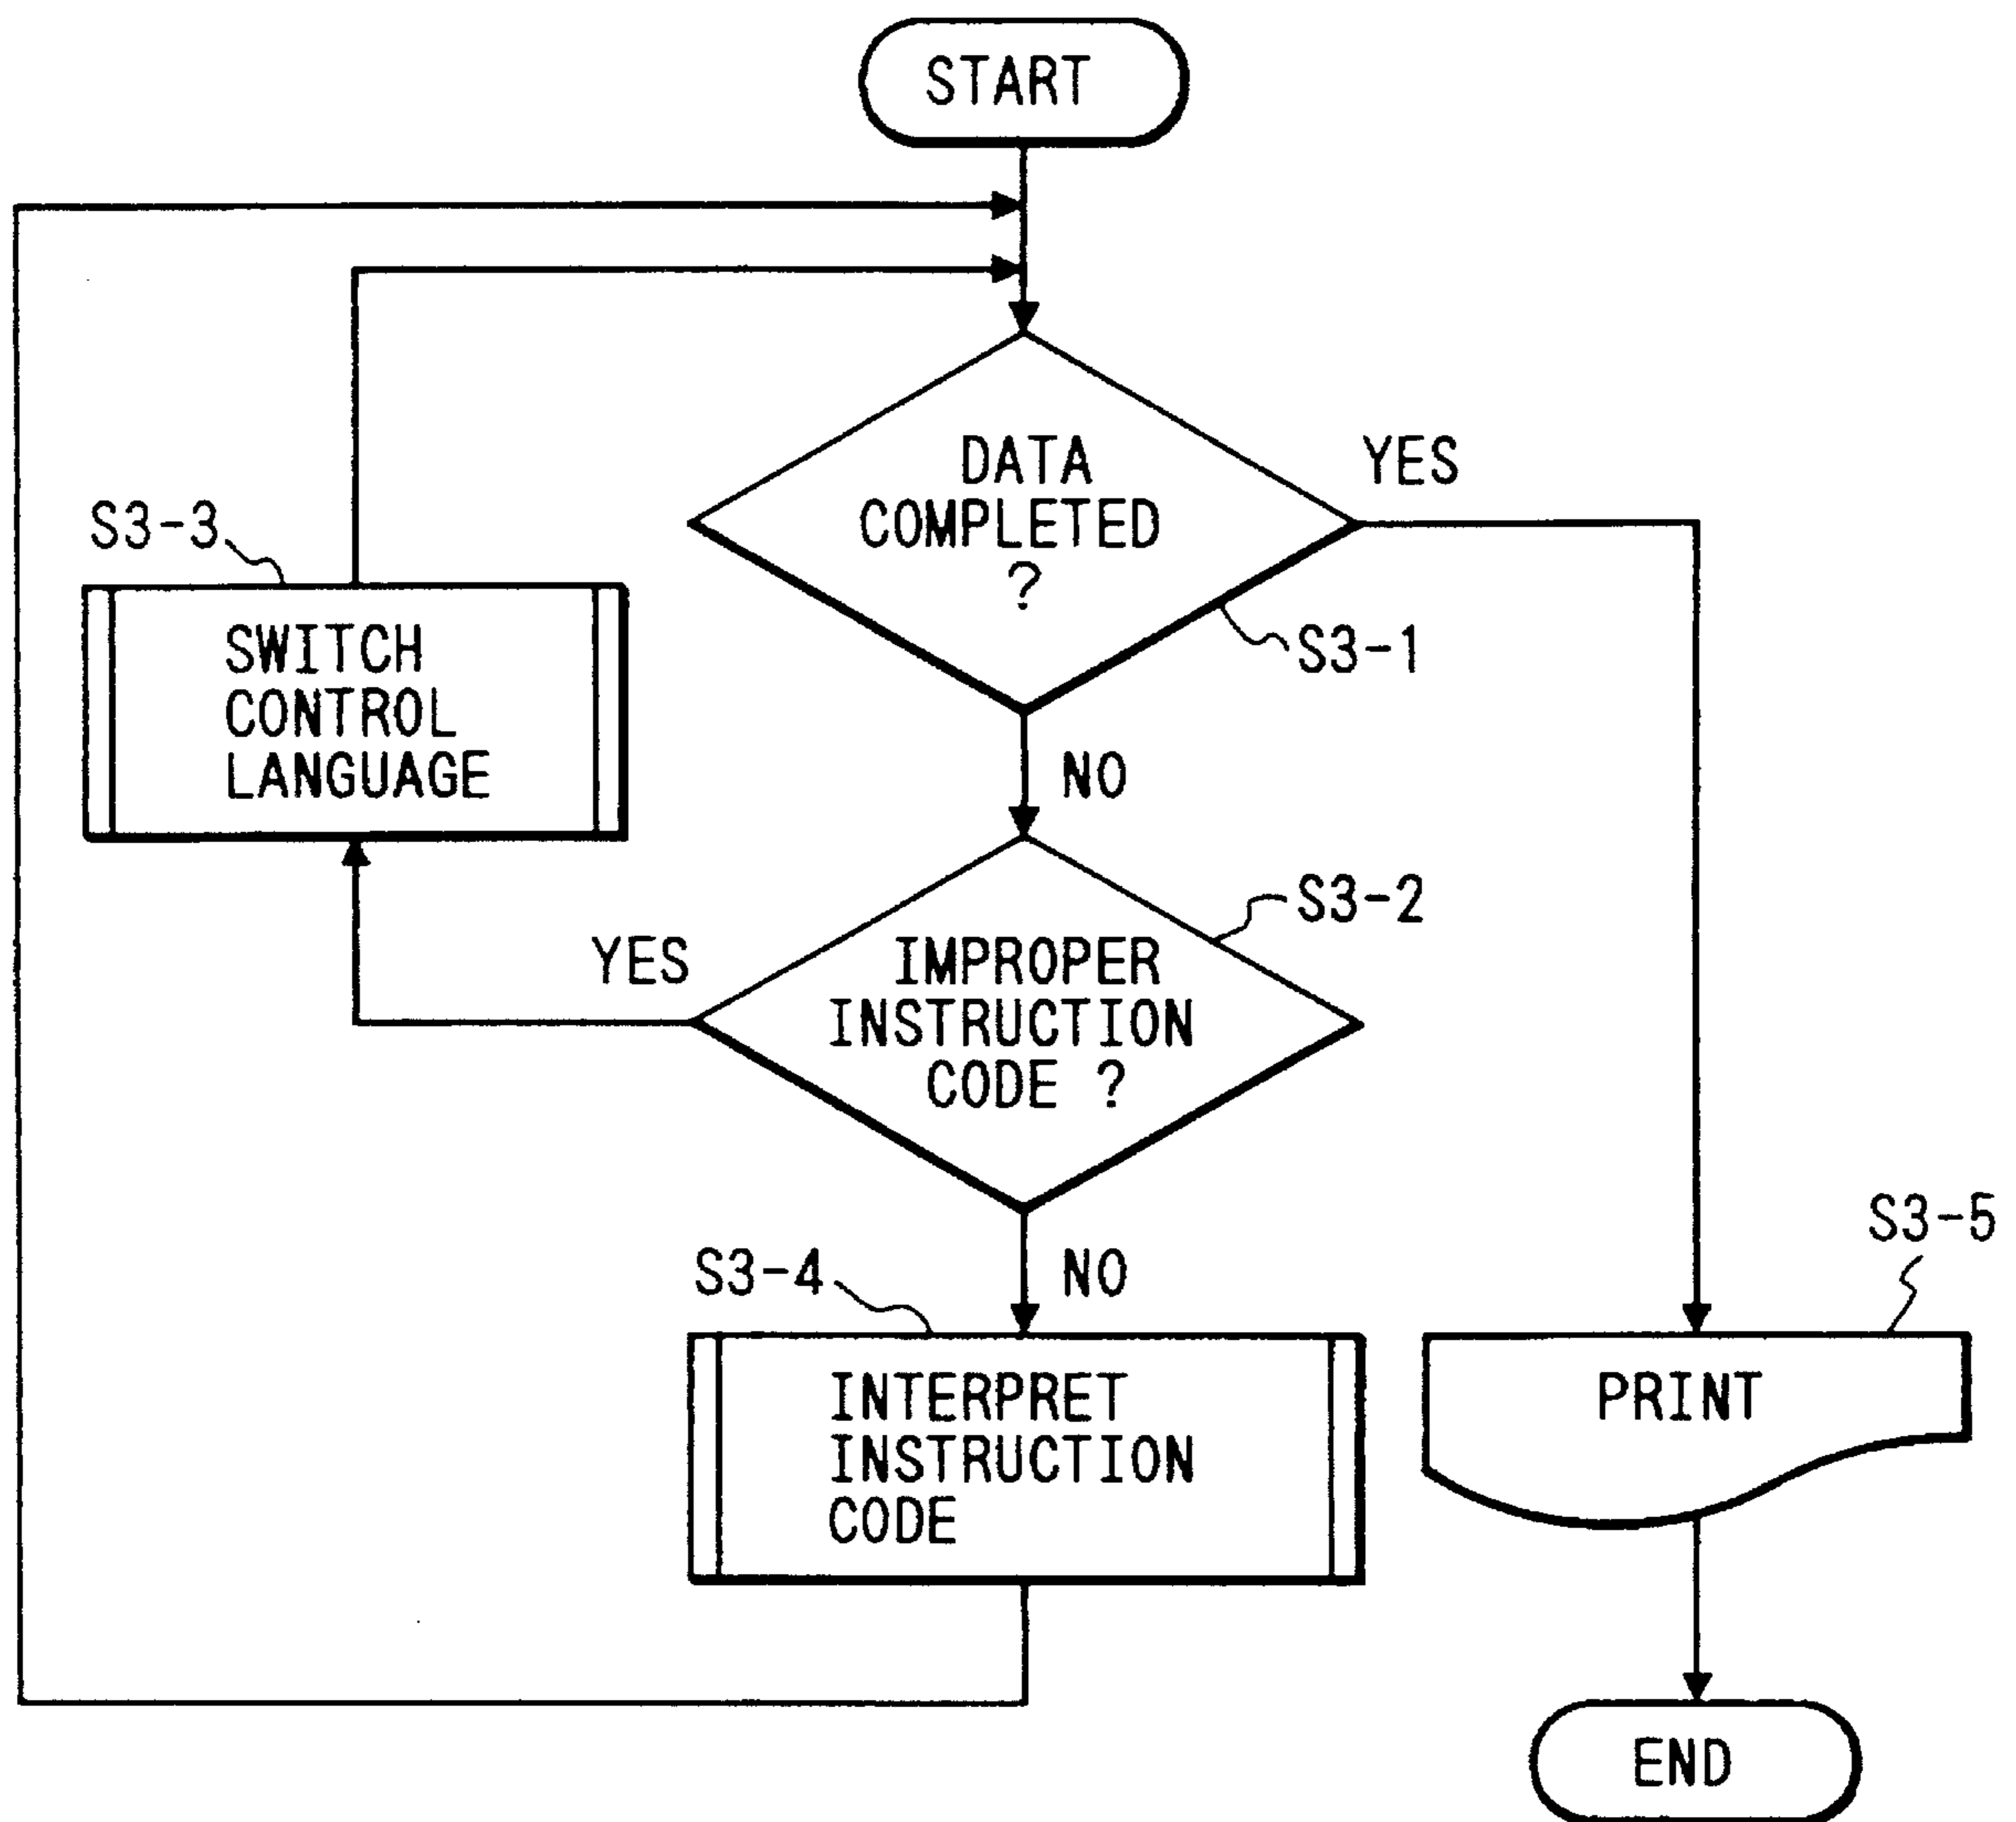 START
DATA
COMPLETED
?
YES
S3-1
S3-3
SWITCH
CONTROL
LANGUAGE
NO
S3-2
YES
IMPROPER
INSTRUCTION
CODE ?
S3-4
NO
INTERPRET
INSTRUCTION
CODE
S3-5
PRINT
END